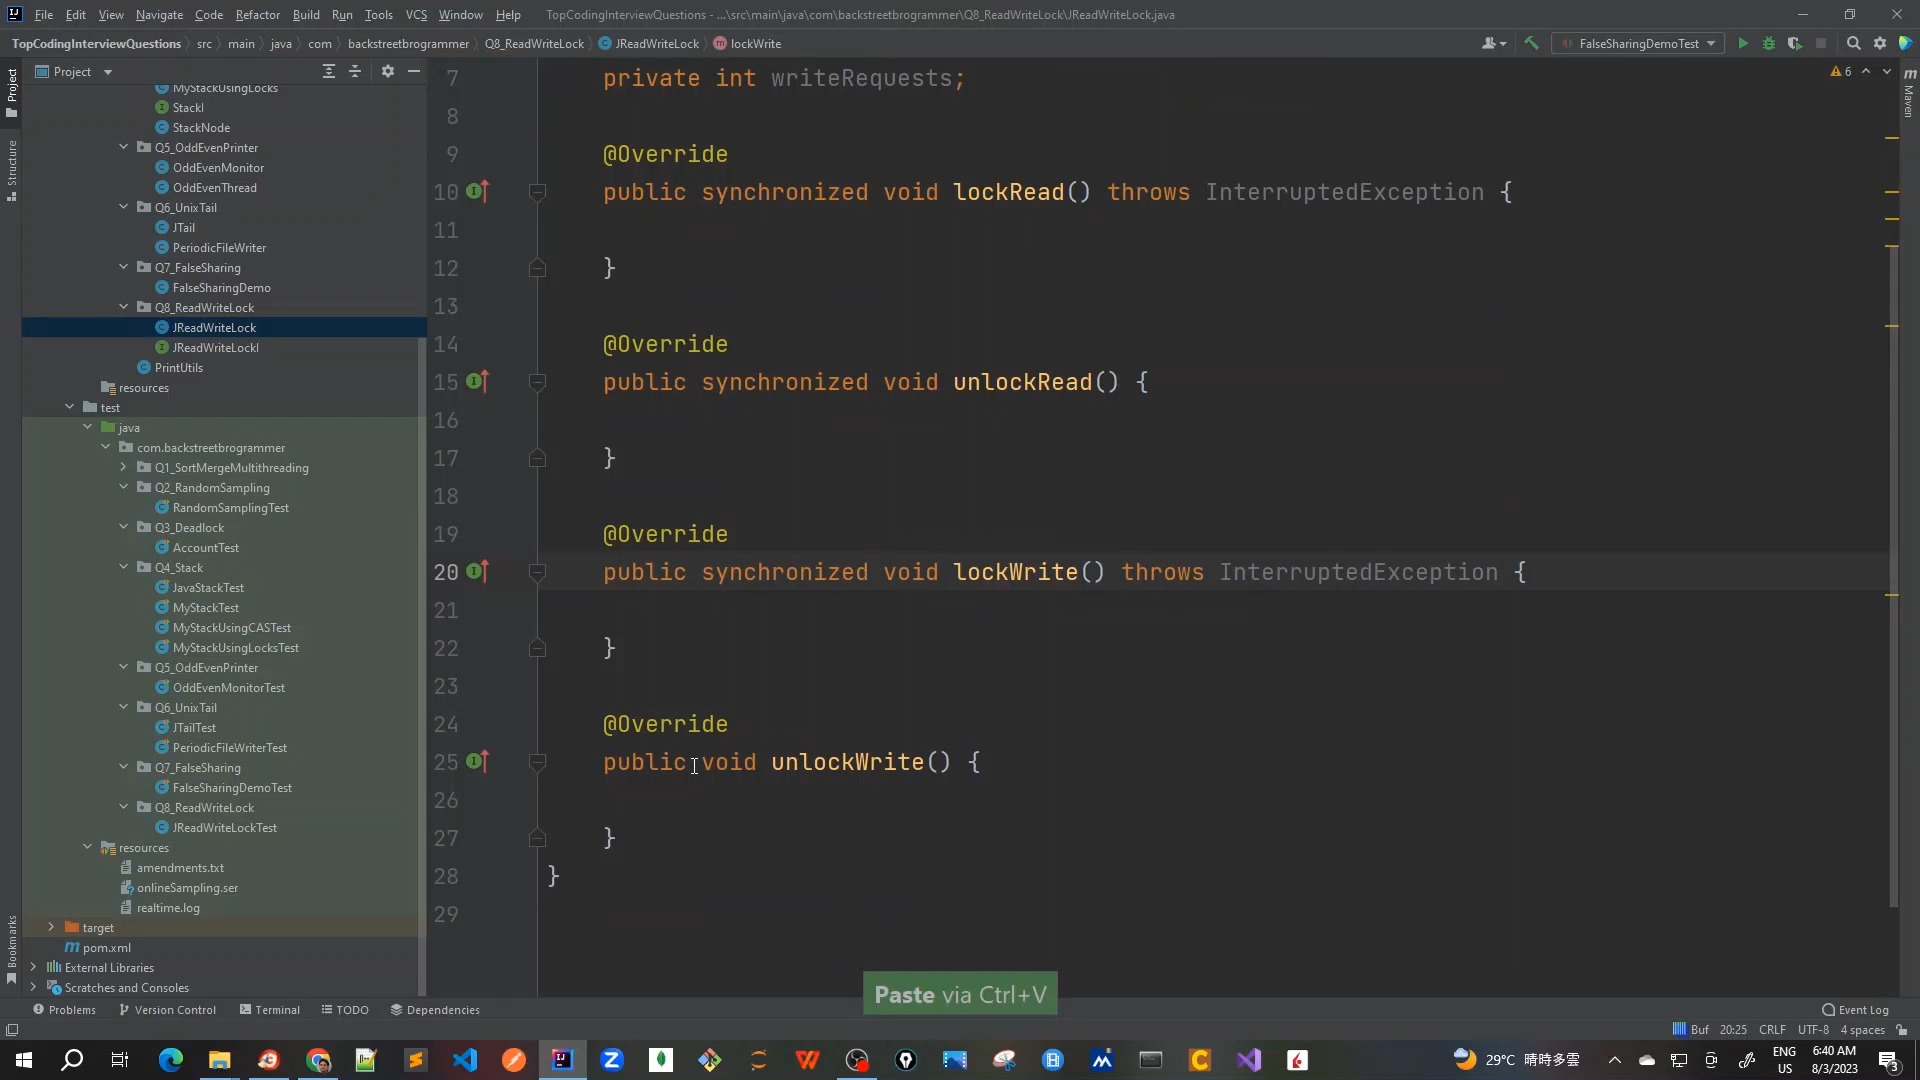 File Edit View Navigate Code Refactor Build Run Tools VCS Window Help TopCodingInterviewQuestions - ...\src\main\java\com\backstreetbrogrammer\Q8_ReadWriteLock\JReadWriteLock.java
TopCodingInterviewQuestions src main java com backstreetbrogrammer Q8_ReadWriteLock JReadWriteLock lockWrite FalseSharingDemoTest
Project
Project
Structure
Bookmarks
Maven
MyStackUsingLocks
StackI
StackNode
Q5_OddEvenPrinter
OddEvenMonitor
OddEvenThread
Q6_UnixTail
JTail
PeriodicFileWriter
Q7_FalseSharing
FalseSharingDemo
Q8_ReadWriteLock
JReadWriteLock
JReadWriteLockI
PrintUtils
resources
test
java
com.backstreetbrogrammer
Q1_SortMergeMultithreading
Q2_RandomSampling
RandomSamplingTest
Q3_Deadlock
AccountTest
Q4_Stack
JavaStackTest
MyStackTest
MyStackUsingCASTest
MyStackUsingLocksTest
Q5_OddEvenPrinter
OddEvenMonitorTest
Q6_UnixTail
JTailTest
PeriodicFileWriterTest
Q7_FalseSharing
FalseSharingDemoTest
Q8_ReadWriteLock
JReadWriteLockTest
resources
amendments.txt
onlineSampling.ser
realtime.log
target
pom.xml
External Libraries
Scratches and Consoles
6
7 private int writeRequests;
8
9 @Override
10 public synchronized void lockRead() throws InterruptedException {
11
12 }
13
14 @Override
15 public synchronized void unlockRead() {
16
17 }
18
19 @Override
20 public synchronized void lockWrite() throws InterruptedException {
21
22 }
23
24 @Override
25 public void unlockWrite() {
26
27 }
28 }
29
Paste via Ctrl+V
Problems Version Control Terminal TODO Dependencies Event Log
Buf 20:25 CRLF UTF-8 4 spaces
29°C 晴時多雲
ENG
US
6:40 AM
8/3/2023
3